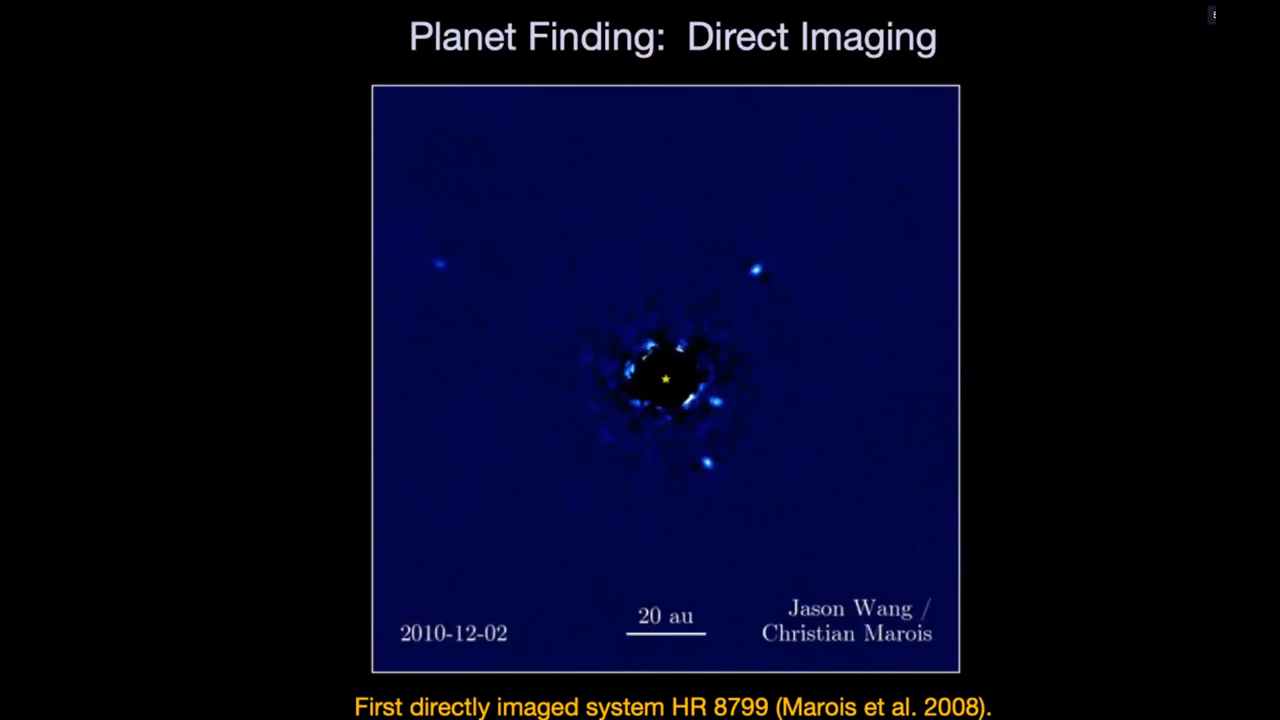 Planet Finding: Direct Imaging
20 au
Jason Wang /
2010-12-02
Christian Marois
First directly imaged system HR 8799 (Marois et al. 2008).